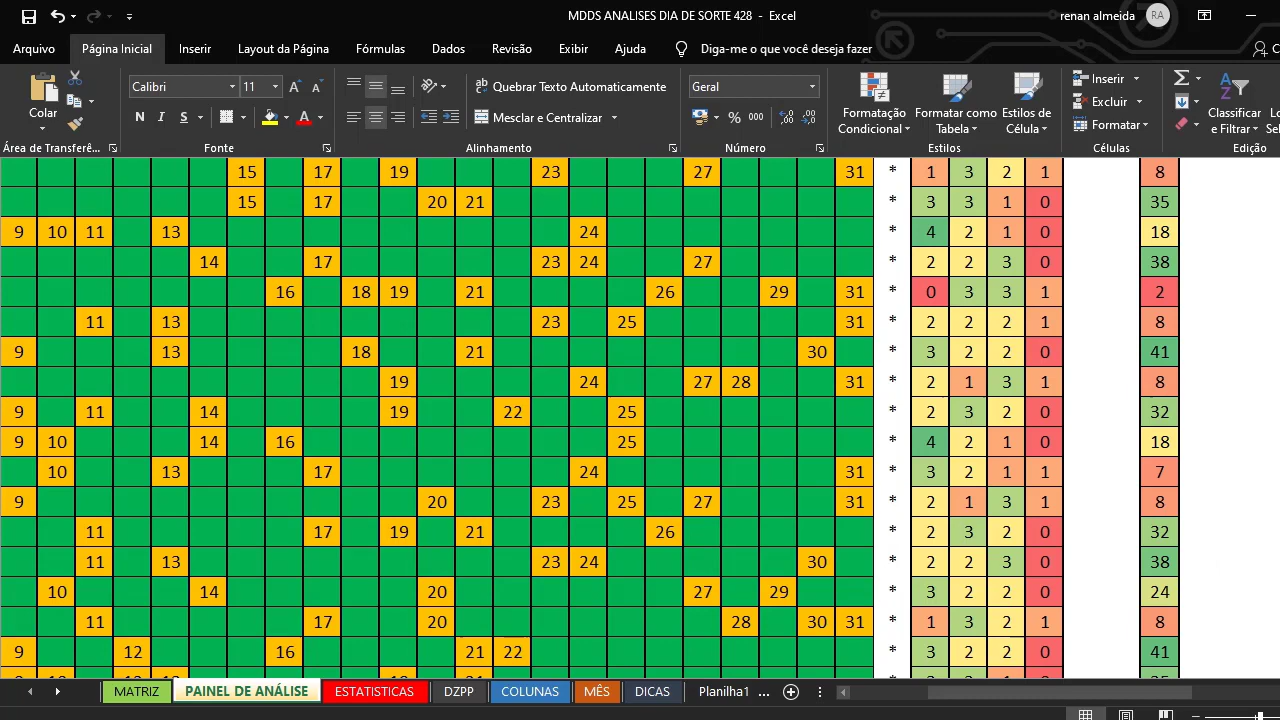 MDDS ANALISES DIA DE SORTE 428 - Excel
renan almeida RA
Arquivo Página Inicial Inserir Layout da Página Fórmulas Dados Revisão Exibir Ajuda Diga-me o que você deseja fazer
Colar
Área de Transferê...
Calibri 11
N I S
Fonte
Quebrar Texto Automaticamente
Mesclar e Centralizar
Alinhamento
Geral
% 000
Número
Formatação Condicional
Formatar como Tabela
Estilos de Célula
Estilos
Inserir
Excluir
Formatar
Células
Classificar e Filtrar
Edição
15 17 19 23 27 31 * 1 3 2 1 8
15 17 20 21 * 3 3 1 0 35
9 10 11 13 24 * 4 2 1 0 18
14 17 23 24 27 * 2 2 3 0 38
16 18 19 21 26 29 31 * 0 3 3 1 2
11 13 23 25 31 * 2 2 2 1 8
9 13 18 21 30 * 3 2 2 0 41
19 24 27 28 31 * 2 1 3 1 8
9 11 14 19 22 25 * 2 3 2 0 32
9 10 14 16 25 * 4 2 1 0 18
10 13 17 24 31 * 3 2 1 1 7
9 20 23 25 27 31 * 2 1 3 1 8
11 17 19 21 26 * 2 3 2 0 32
11 13 23 24 30 * 2 2 3 0 38
10 14 20 27 29 * 3 2 2 0 24
11 17 20 28 30 31 * 1 3 2 1 8
9 12 16 21 22 * 3 2 2 0 41
MATRIZ PAINEL DE ANÁLISE ESTATISTICAS DZPP COLUNAS MÊS DICAS Planilha1 ...